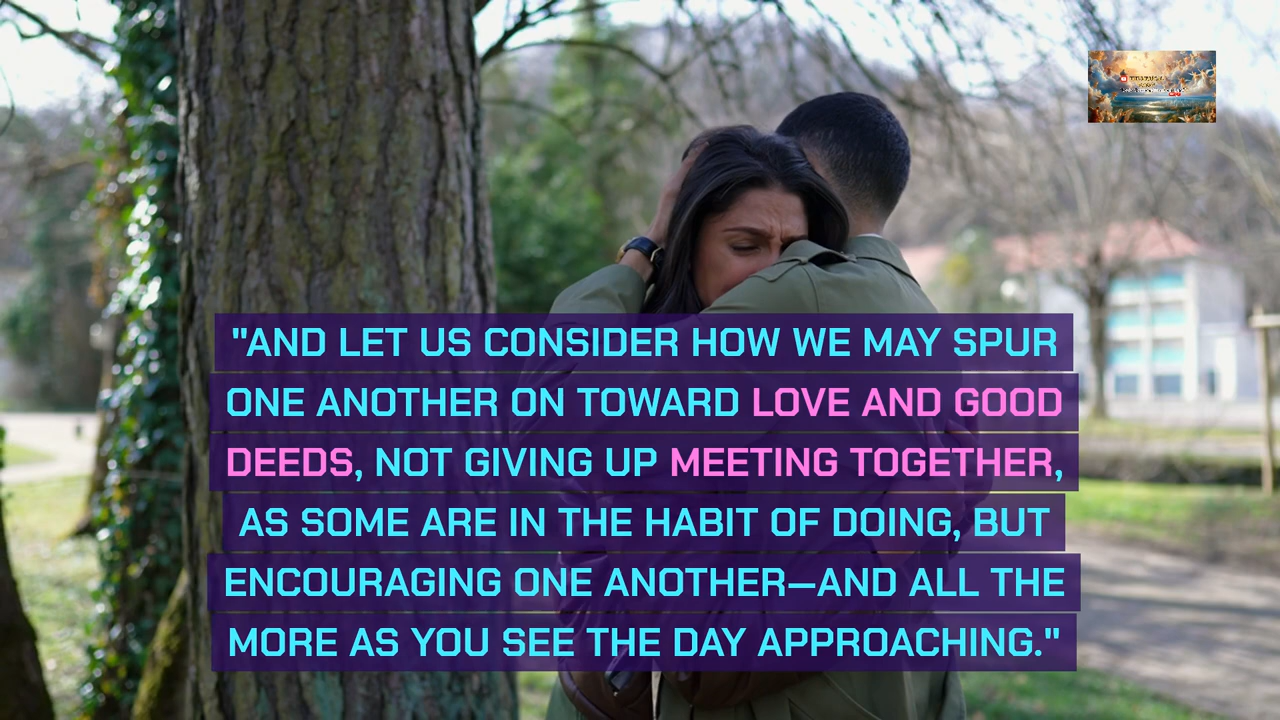 "AND LET US CONSIDER HOW WE MAY SPUR
ONE ANOTHER ON TOWARD LOVE AND GOOD
DEEDS, NOT GIVING UP MEETING TOGETHER,
AS SOME ARE IN THE HABIT OF DOING, BUT
ENCOURAGING ONE ANOTHER—AND ALL THE
MORE AS YOU SEE THE DAY APPROACHING."